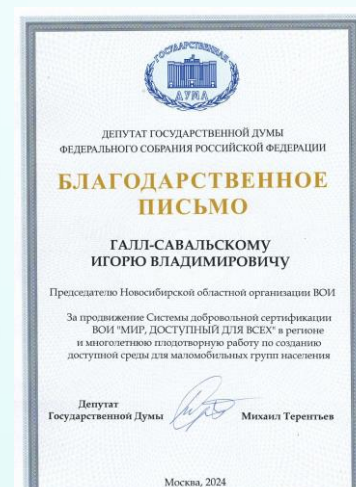 ГОСУДАРСТВЕННАЯ
ДУМА
ДЕПУТАТ ГОСУДАРСТВЕННОЙ ДУМЫ
ФЕДЕРАЛЬНОГО СОБРАНИЯ РОССИЙСКОЙ ФЕДЕРАЦИИ
БЛАГОДАРСТВЕННОЕ
ПИСЬМО
ГАЛЛ-САВАЛЬСКОМУ
ИГОРЮ ВЛАДИМИРОВИЧУ
Председателю Новосибирской областной организации ВОИ
За продвижение Системы добровольной сертификации
ВОИ "МИР, ДОСТУПНЫЙ ДЛЯ ВСЕХ" в регионе
и многолетнюю плодотворную работу по созданию
доступной среды для маломобильных групп населения
Депутат
Государственной Думы Михаил Терентьев
Москва, 2024